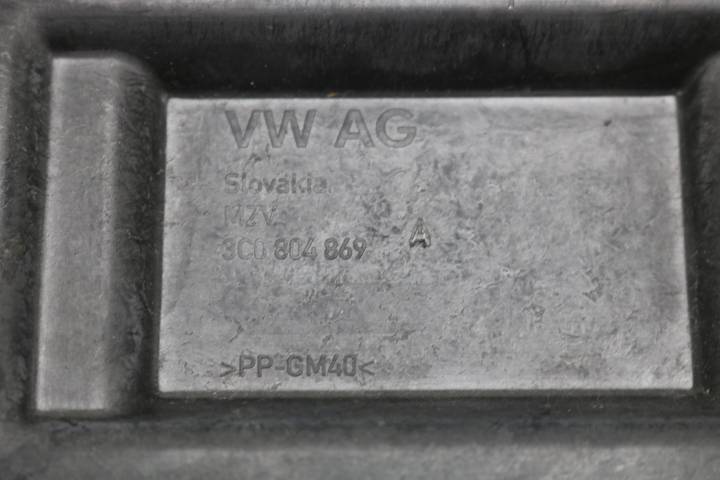 VW AG
Slovakia
MZV
3C0 804 869 A
>PP-GM40<